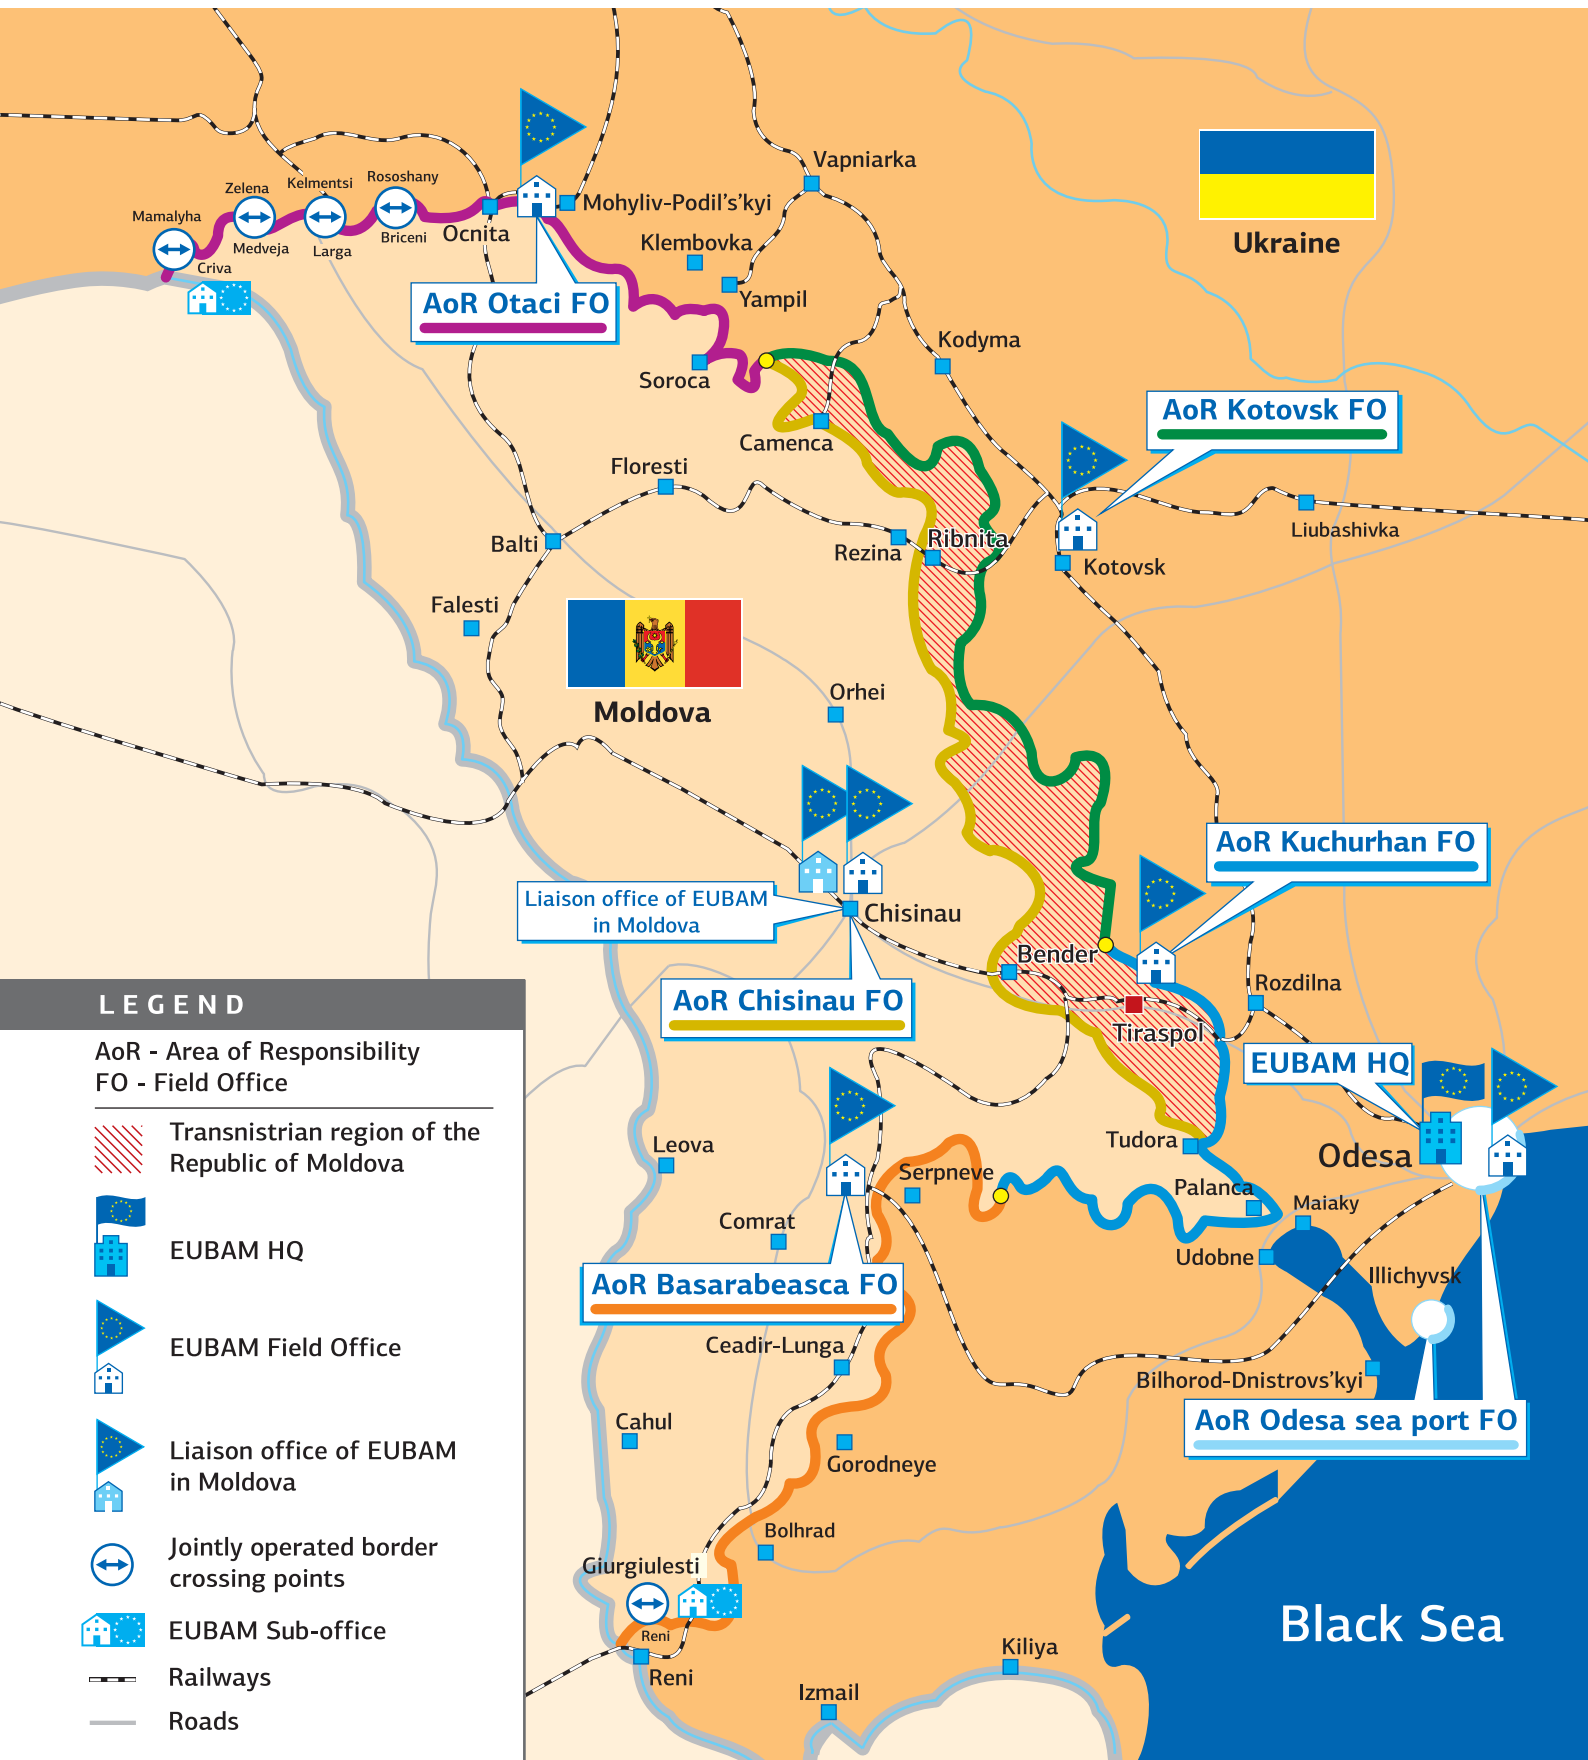 Vapniarka
Rososhany
Kelmentsi
Zelena
Mamalyha
Mohyliv-Podil's'kyi
Ocnita
Briceni
Larga
Medveja
Criva
Klembovka
Ukraine
Yampil
AoR Otaci FO
Kodyma
Soroca
AoR Kotovsk FO
Camenca
Floresti
Liubashivka
Ribnita
Rezina
Balti
Kotovsk
Falesti
Orhei
Moldova
AoR Kuchurhan FO
Liaison office of EUBAM
in Moldova
Chisinau
Bender
Rozdilna
AoR Chisinau FO
Tiraspol
EUBAM HQ
Tudora
Odesa
Leova
Serpneve
Palanca
Maiaky
Comrat
Udobne
Illichyvsk
AoR Basarabeasca FO
Ceadir-Lunga
Bilhorod-Dnistrovs'kyi
AoR Odesa sea port FO
Cahul
Gorodneye
Bolhrad
Giurgiulesti
Reni
Reni
Kiliya
Izmail
Black Sea
LEGEND
AoR - Area of Responsibility
FO - Field Office
Transnistrian region of the
Republic of Moldova
EUBAM HQ
EUBAM Field Office
Liaison office of EUBAM
in Moldova
Jointly operated border
crossing points
EUBAM Sub-office
Railways
Roads